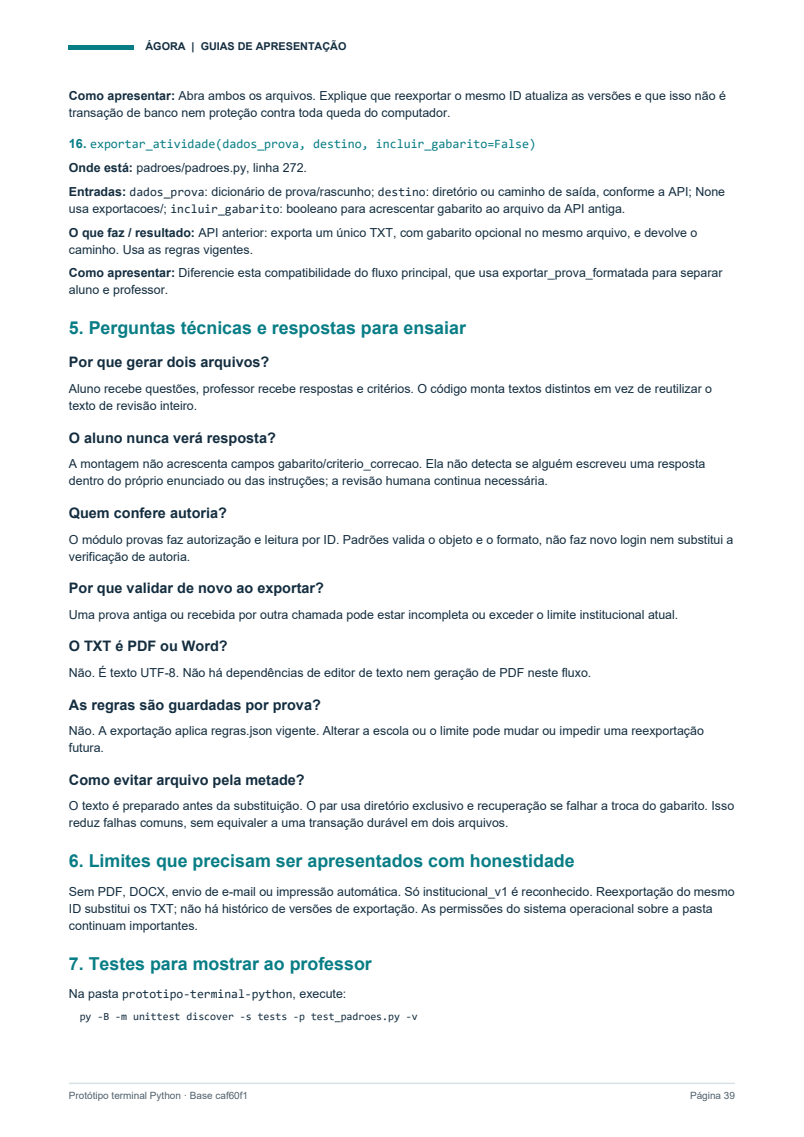 ÁGORA | GUIAS DE APRESENTAÇÃO
Como apresentar: Abra ambos os arquivos. Explique que reexportar o mesmo ID atualiza as versões e que isso não é
transação de banco nem proteção contra toda queda do computador.
16. exportar_atividade(dados_prova, destino, incluir_gabarito=False)
Onde está: padroes/padroes.py, linha 272.
Entradas: dados_prova: dicionário de prova/rascunho; destino: diretório ou caminho de saída, conforme a API; None
usa exportacoes/; incluir_gabarito: booleano para acrescentar gabarito ao arquivo da API antiga.
O que faz / resultado: API anterior: exporta um único TXT, com gabarito opcional no mesmo arquivo, e devolve o
caminho. Usa as regras vigentes.
Como apresentar: Diferencie esta compatibilidade do fluxo principal, que usa exportar_prova_formatada para separar
aluno e professor.
5. Perguntas técnicas e respostas para ensaiar
Por que gerar dois arquivos?
Aluno recebe questões, professor recebe respostas e critérios. O código monta textos distintos em vez de reutilizar o
texto de revisão inteiro.
O aluno nunca verá resposta?
A montagem não acrescenta campos gabarito/criterio_correcao. Ela não detecta se alguém escreveu uma resposta
dentro do próprio enunciado ou das instruções; a revisão humana continua necessária.
Quem confere autoria?
O módulo provas faz autorização e leitura por ID. Padrões valida o objeto e o formato, não faz novo login nem substitui a
verificação de autoria.
Por que validar de novo ao exportar?
Uma prova antiga ou recebida por outra chamada pode estar incompleta ou exceder o limite institucional atual.
O TXT é PDF ou Word?
Não. É texto UTF-8. Não há dependências de editor de texto nem geração de PDF neste fluxo.
As regras são guardadas por prova?
Não. A exportação aplica regras.json vigente. Alterar a escola ou o limite pode mudar ou impedir uma reexportação
futura.
Como evitar arquivo pela metade?
O texto é preparado antes da substituição. O par usa diretório exclusivo e recuperação se falhar a troca do gabarito. Isso
reduz falhas comuns, sem equivaler a uma transação durável em dois arquivos.
6. Limites que precisam ser apresentados com honestidade
Sem PDF, DOCX, envio de e-mail ou impressão automática. Só institucional_v1 é reconhecido. Reexportação do mesmo
ID substitui os TXT; não há histórico de versões de exportação. As permissões do sistema operacional sobre a pasta
continuam importantes.
7. Testes para mostrar ao professor
Na pasta prototipo-terminal-python, execute:
py -B -m unittest discover -s tests -p test_padroes.py -v
Protótipo terminal Python · Base caf60f1
Página 39